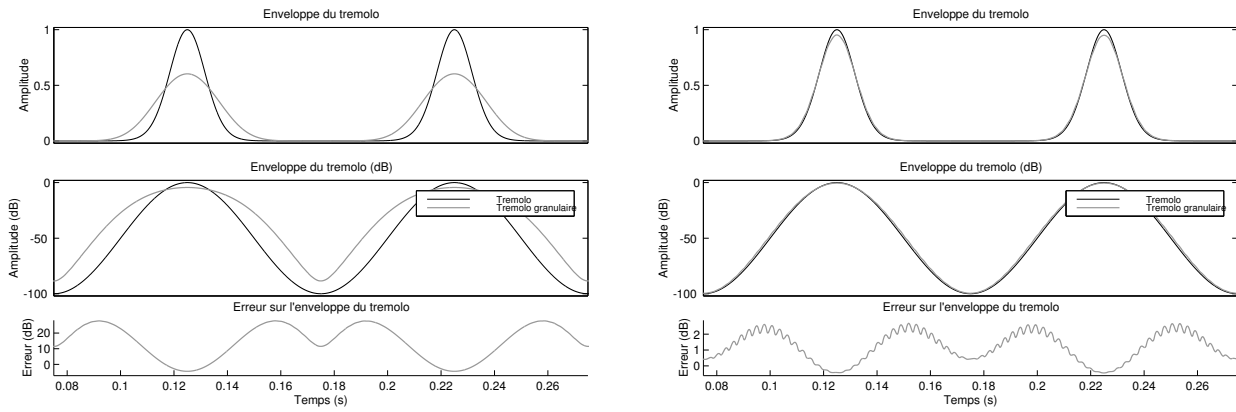 Enveloppe du tremolo
1
0.5
0
Amplitude
Enveloppe du tremolo (dB)
0
-50
-100
Amplitude (dB)
Tremolo
Tremolo granulaire
Erreur sur l'enveloppe du tremolo
20
10
0
Erreur (dB)
0.08 0.1 0.12 0.14 0.16 0.18 0.2 0.22 0.24 0.26
Temps (s)
Enveloppe du tremolo
1
0.5
0
Amplitude
Enveloppe du tremolo (dB)
0
-50
-100
Amplitude (dB)
Tremolo
Tremolo granulaire
Erreur sur l'enveloppe du tremolo
2
1
0
Erreur (dB)
0.08 0.1 0.12 0.14 0.16 0.18 0.2 0.22 0.24 0.26
Temps (s)